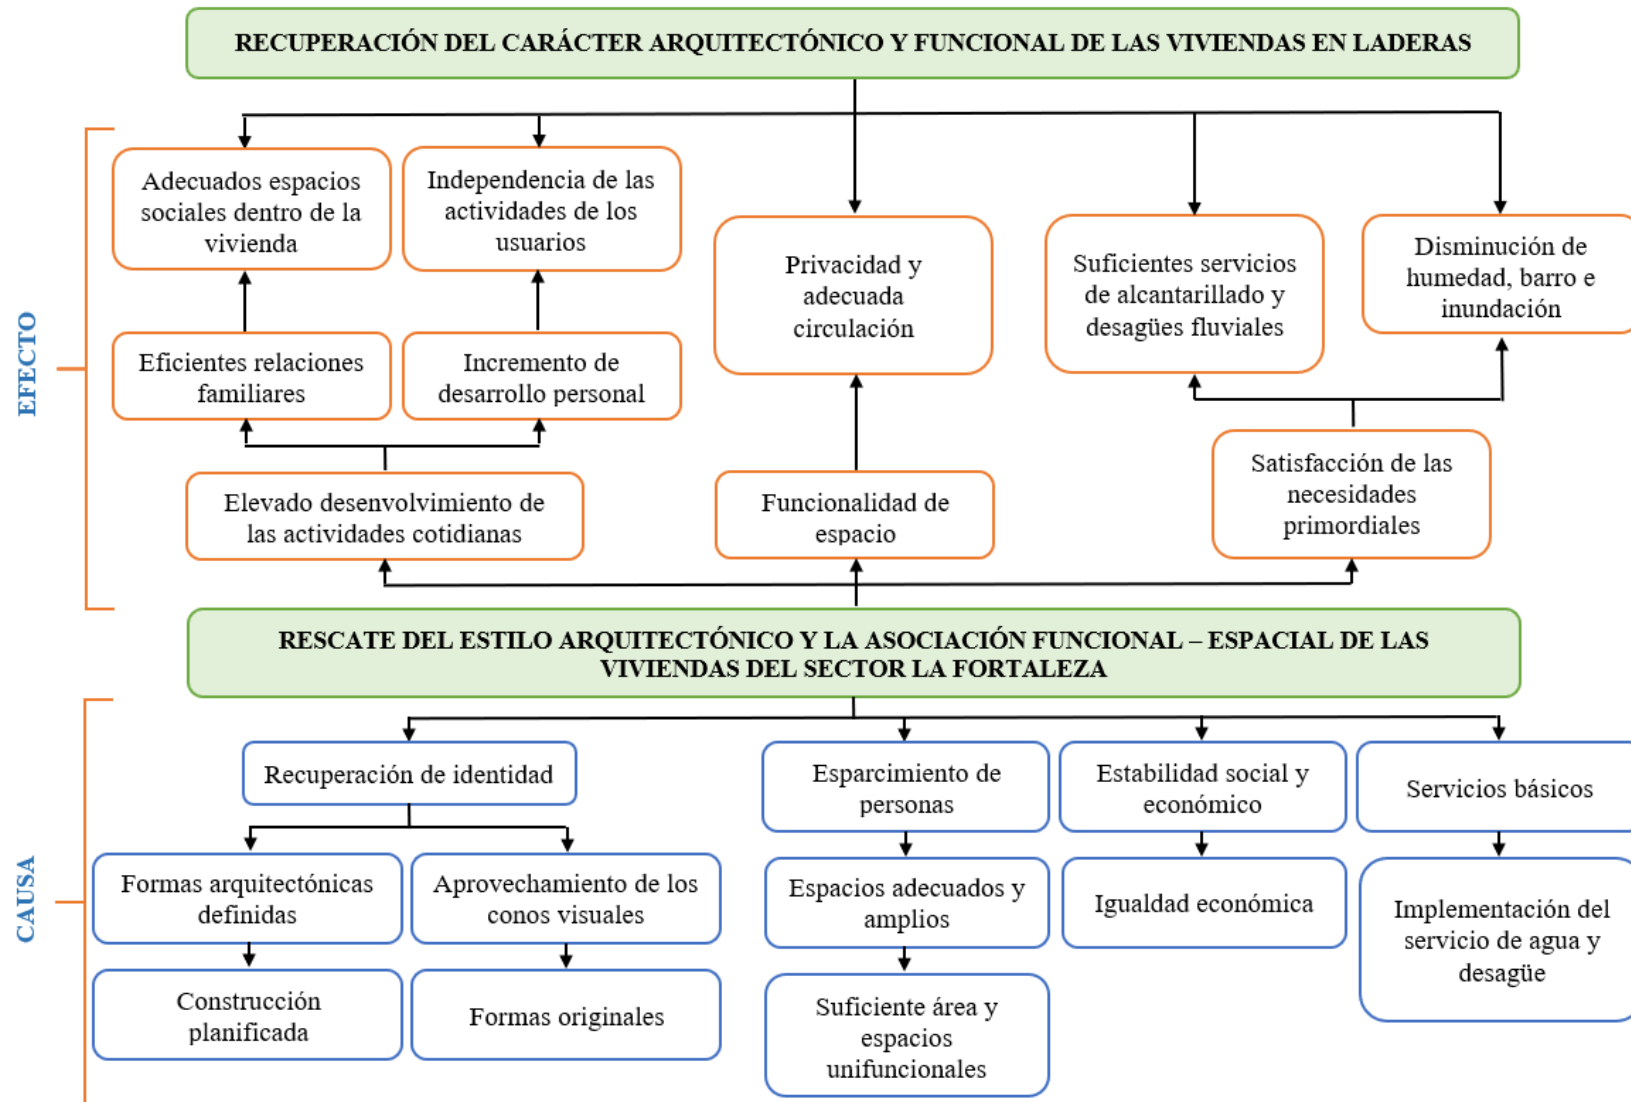 RECUPERACIÓN DEL CARÁCTER ARQUITECTÓNICO Y FUNCIONAL DE LAS VIVIENDAS EN LADERAS
EFECTO
Adecuados espacios
sociales dentro de la
vivienda
Independencia de las
actividades de los
usuarios
Privacidad y
adecuada
circulación
Suficientes servicios
de alcantarillado y
desagües fluviales
Disminución de
humedad, barro e
inundación
Eficientes relaciones
familiares
Incremento de
desarrollo personal
Elevado desenvolvimiento de
las actividades cotidianas
Funcionalidad de
espacio
Satisfacción de las
necesidades
primordiales
RESCATE DEL ESTILO ARQUITECTÓNICO Y LA ASOCIACIÓN FUNCIONAL – ESPACIAL DE LAS
VIVIENDAS DEL SECTOR LA FORTALEZA
CAUSA
Recuperación de identidad
Esparcimiento de
personas
Estabilidad social y
económico
Servicios básicos
Formas arquitectónicas
definidas
Aprovechamiento de los
conos visuales
Espacios adecuados y
amplios
Igualdad económica
Implementación del
servicio de agua y
desagüe
Construcción
planificada
Formas originales
Suficiente área y
espacios
unifuncionales